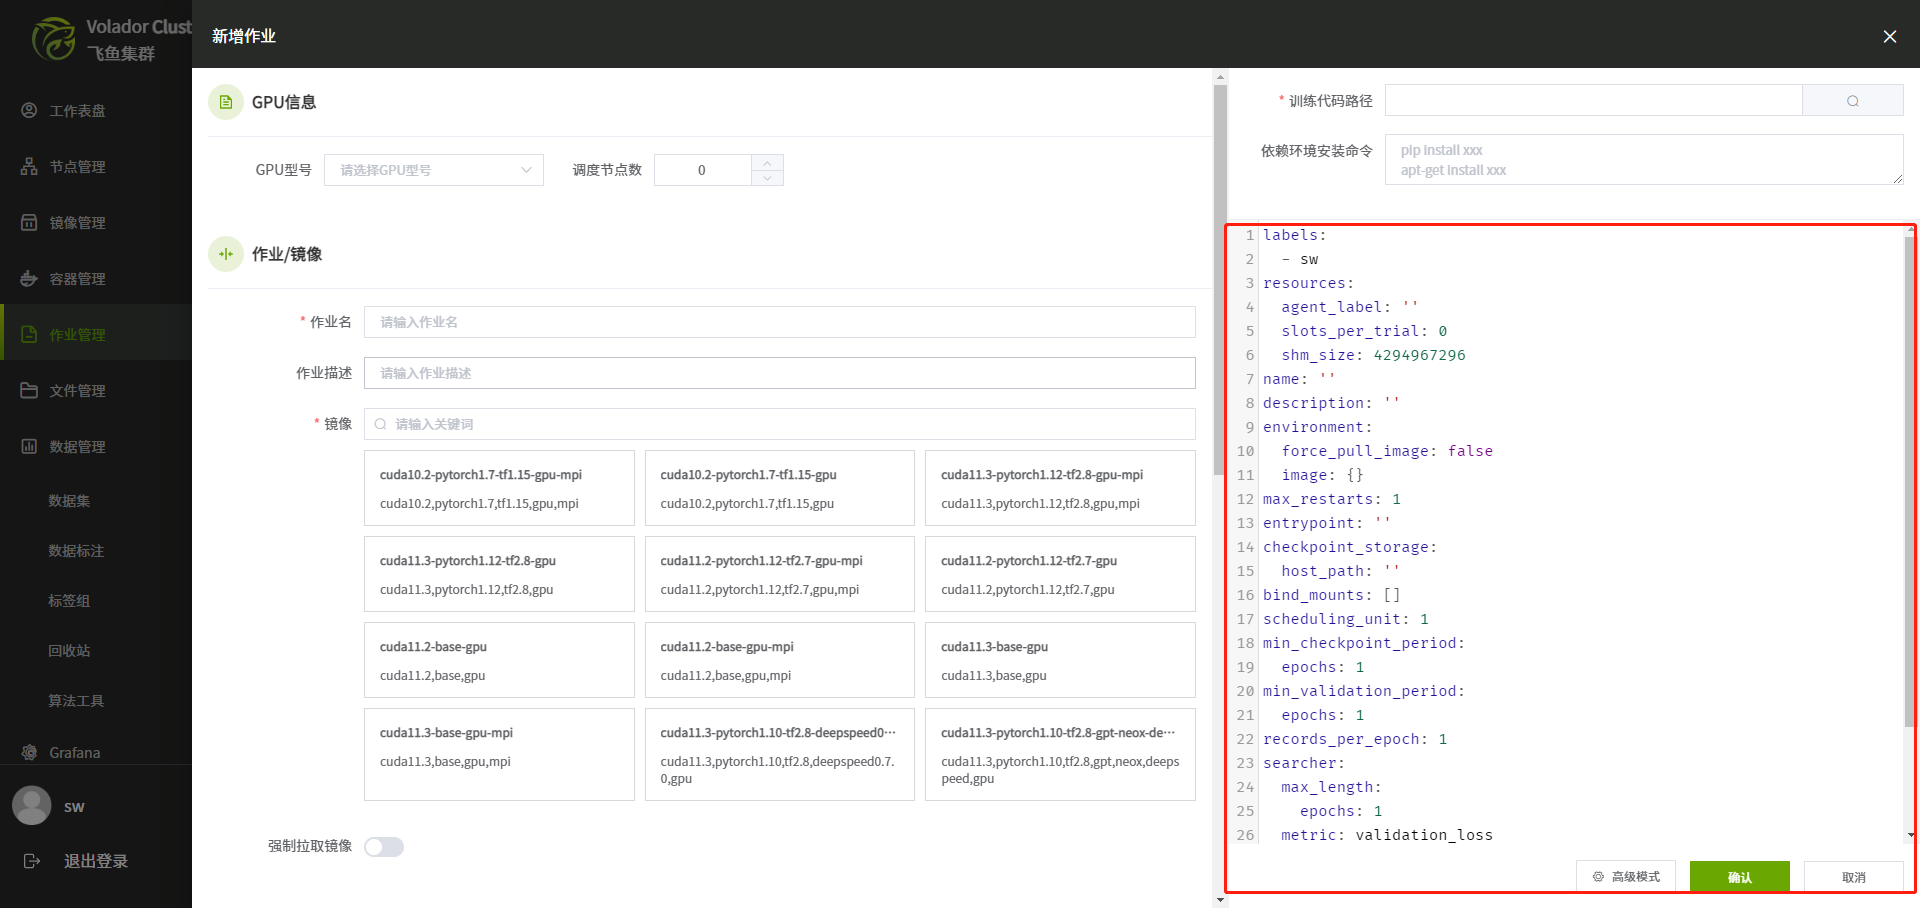 Volador Clust
飞鱼集群
工作表盘
节点管理
镜像管理
容器管理
作业管理
文件管理
数据管理
数据集
数据标注
标签组
回收站
算法工具
Grafana
sw
退出登录
新增作业
GPU信息
GPU型号 请选择GPU型号 调度节点数 0
作业/镜像
* 作业名 请输入作业名
作业描述 请输入作业描述
* 镜像 请输入关键词
cuda10.2-pytorch1.7-tf1.15-gpu-mpi
cuda10.2,pytorch1.7,tf1.15,gpu,mpi
cuda10.2-pytorch1.7-tf1.15-gpu
cuda10.2,pytorch1.7,tf1.15,gpu
cuda11.3-pytorch1.12-tf2.8-gpu-mpi
cuda11.3,pytorch1.12,tf2.8,gpu,mpi
cuda11.3-pytorch1.12-tf2.8-gpu
cuda11.3,pytorch1.12,tf2.8,gpu
cuda11.2-pytorch1.12-tf2.7-gpu-mpi
cuda11.2,pytorch1.12,tf2.7,gpu,mpi
cuda11.2-pytorch1.12-tf2.7-gpu
cuda11.2,pytorch1.12,tf2.7,gpu
cuda11.2-base-gpu
cuda11.2,base,gpu
cuda11.2-base-gpu-mpi
cuda11.2,base,gpu,mpi
cuda11.3-base-gpu
cuda11.3,base,gpu
cuda11.3-base-gpu-mpi
cuda11.3,base,gpu,mpi
cuda11.3-pytorch1.10-tf2.8-deepspeed0···
cuda11.3,pytorch1.10,tf2.8,deepspeed0.7.
0,gpu
cuda11.3-pytorch1.10-tf2.8-gpt-neox-de···
cuda11.3,pytorch1.10,tf2.8,gpt,neox,deeps
peed,gpu
强制拉取镜像
* 训练代码路径
依赖环境安装命令 pip install xxx
apt-get install xxx
1 labels:
2 - sw
3 resources:
4 agent_label: ''
5 slots_per_trial: 0
6 shm_size: 4294967296
7 name: ''
8 description: ''
9 environment:
10 force_pull_image: false
11 image: {}
12 max_restarts: 1
13 entrypoint: ''
14 checkpoint_storage:
15 host_path: ''
16 bind_mounts: []
17 scheduling_unit: 1
18 min_checkpoint_period:
19 epochs: 1
20 min_validation_period:
21 epochs: 1
22 records_per_epoch: 1
23 searcher:
24 max_length:
25 epochs: 1
26 metric: validation_loss
高级模式 确认 取消